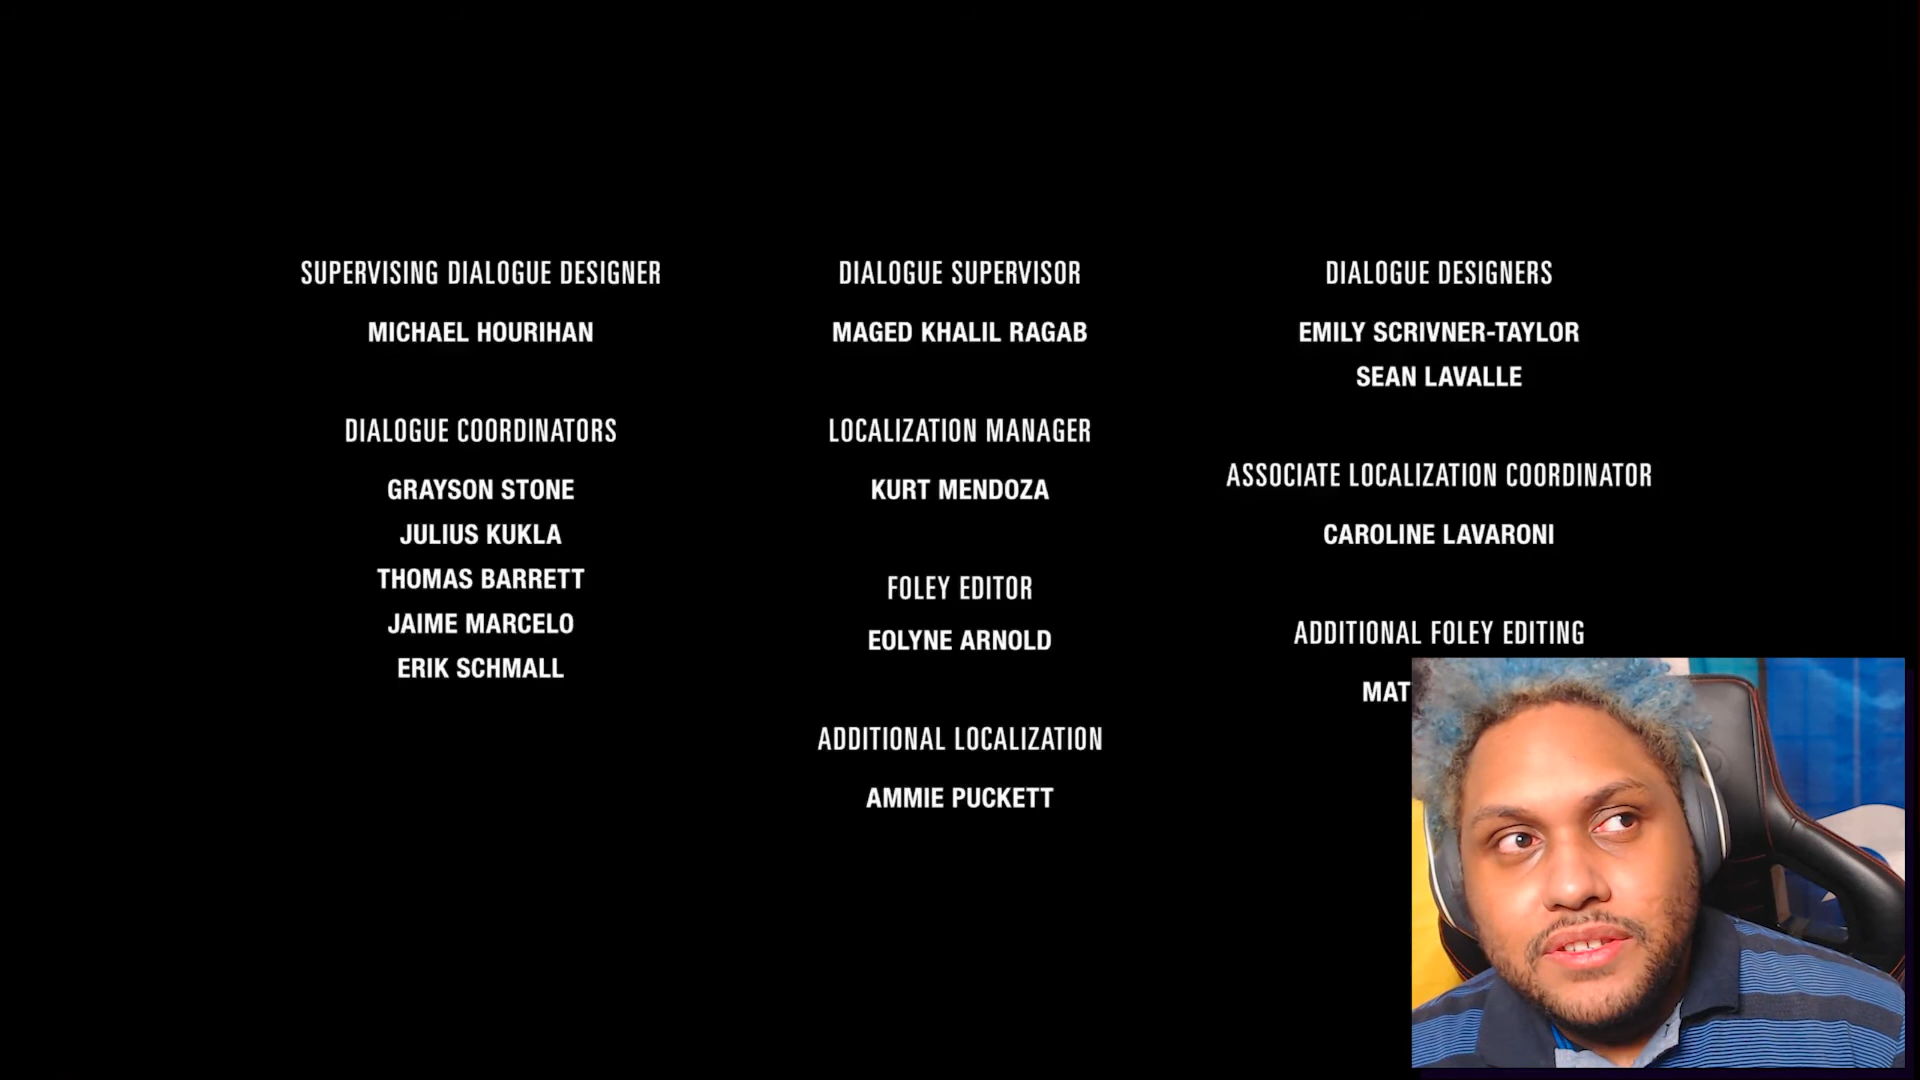 SUPERVISING DIALOGUE DESIGNER
MICHAEL HOURIHAN
DIALOGUE COORDINATORS
GRAYSON STONE
JULIUS KUKLA
THOMAS BARRETT
JAIME MARCELO
ERIK SCHMALL
DIALOGUE SUPERVISOR
MAGED KHALIL RAGAB
LOCALIZATION MANAGER
KURT MENDOZA
FOLEY EDITOR
EOLYNE ARNOLD
ADDITIONAL LOCALIZATION
AMMIE PUCKETT
DIALOGUE DESIGNERS
EMILY SCRIVNER-TAYLOR
SEAN LAVALLE
ASSOCIATE LOCALIZATION COORDINATOR
CAROLINE LAVARONI
ADDITIONAL FOLEY EDITING